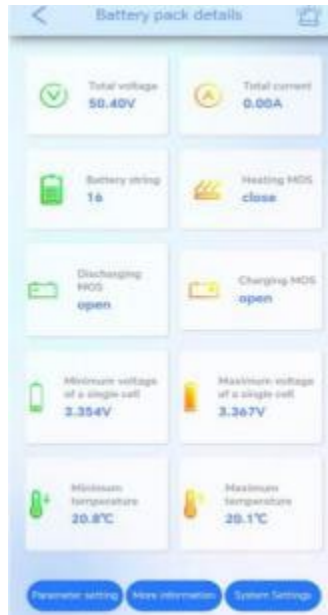 Battery pack details
Total voltage
50.40V
Total current
0.00A
Battery string
16
Heating MOS
close
Discharging
MOS
open
Charging MOS
open
Minimum voltage
of a single cell
3.354V
Maximum voltage
of a single cell
3.367V
Minimum
temperature
20.8℃
Maximum
temperature
20.1℃
Parameter setting
More information
System Settings